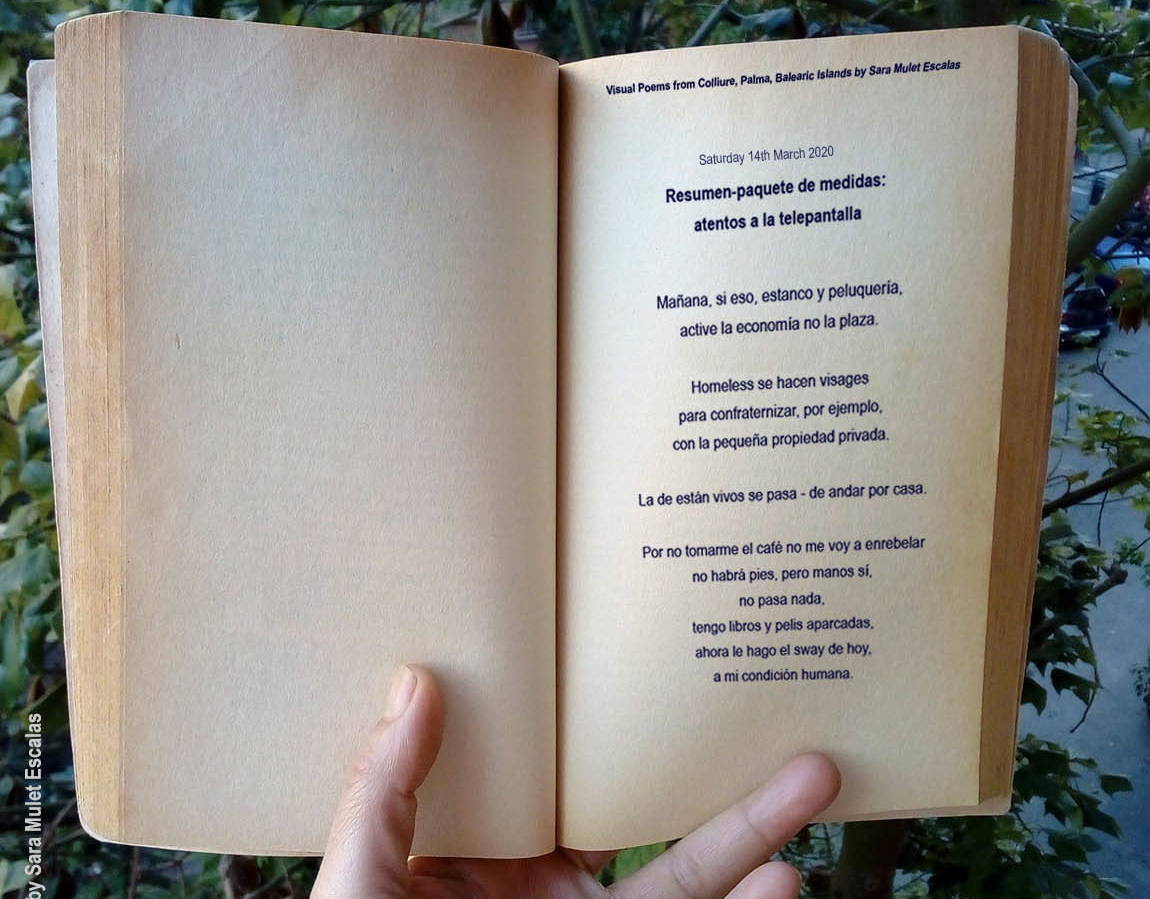 Visual Poems from Colliure, Palma, Balearic Islands by Sara Mulet Escalas
Saturday 14th March 2020
Resumen-paquete de medidas:
atentos a la telepantalla
Mañana, si eso, estanco y peluquería,
active la economía no la plaza.
Homeless se hacen visages
para confraternizar, por ejemplo,
con la pequeña propiedad privada.
La de están vivos se pasa - de andar por casa.
Por no tomarme el café no me voy a enrebelar
no habrá pies, pero manos sí,
no pasa nada,
tengo libros y pelis aparcadas,
ahora le hago el sway de hoy,
a mi condición humana.
by Sara Mulet Escalas